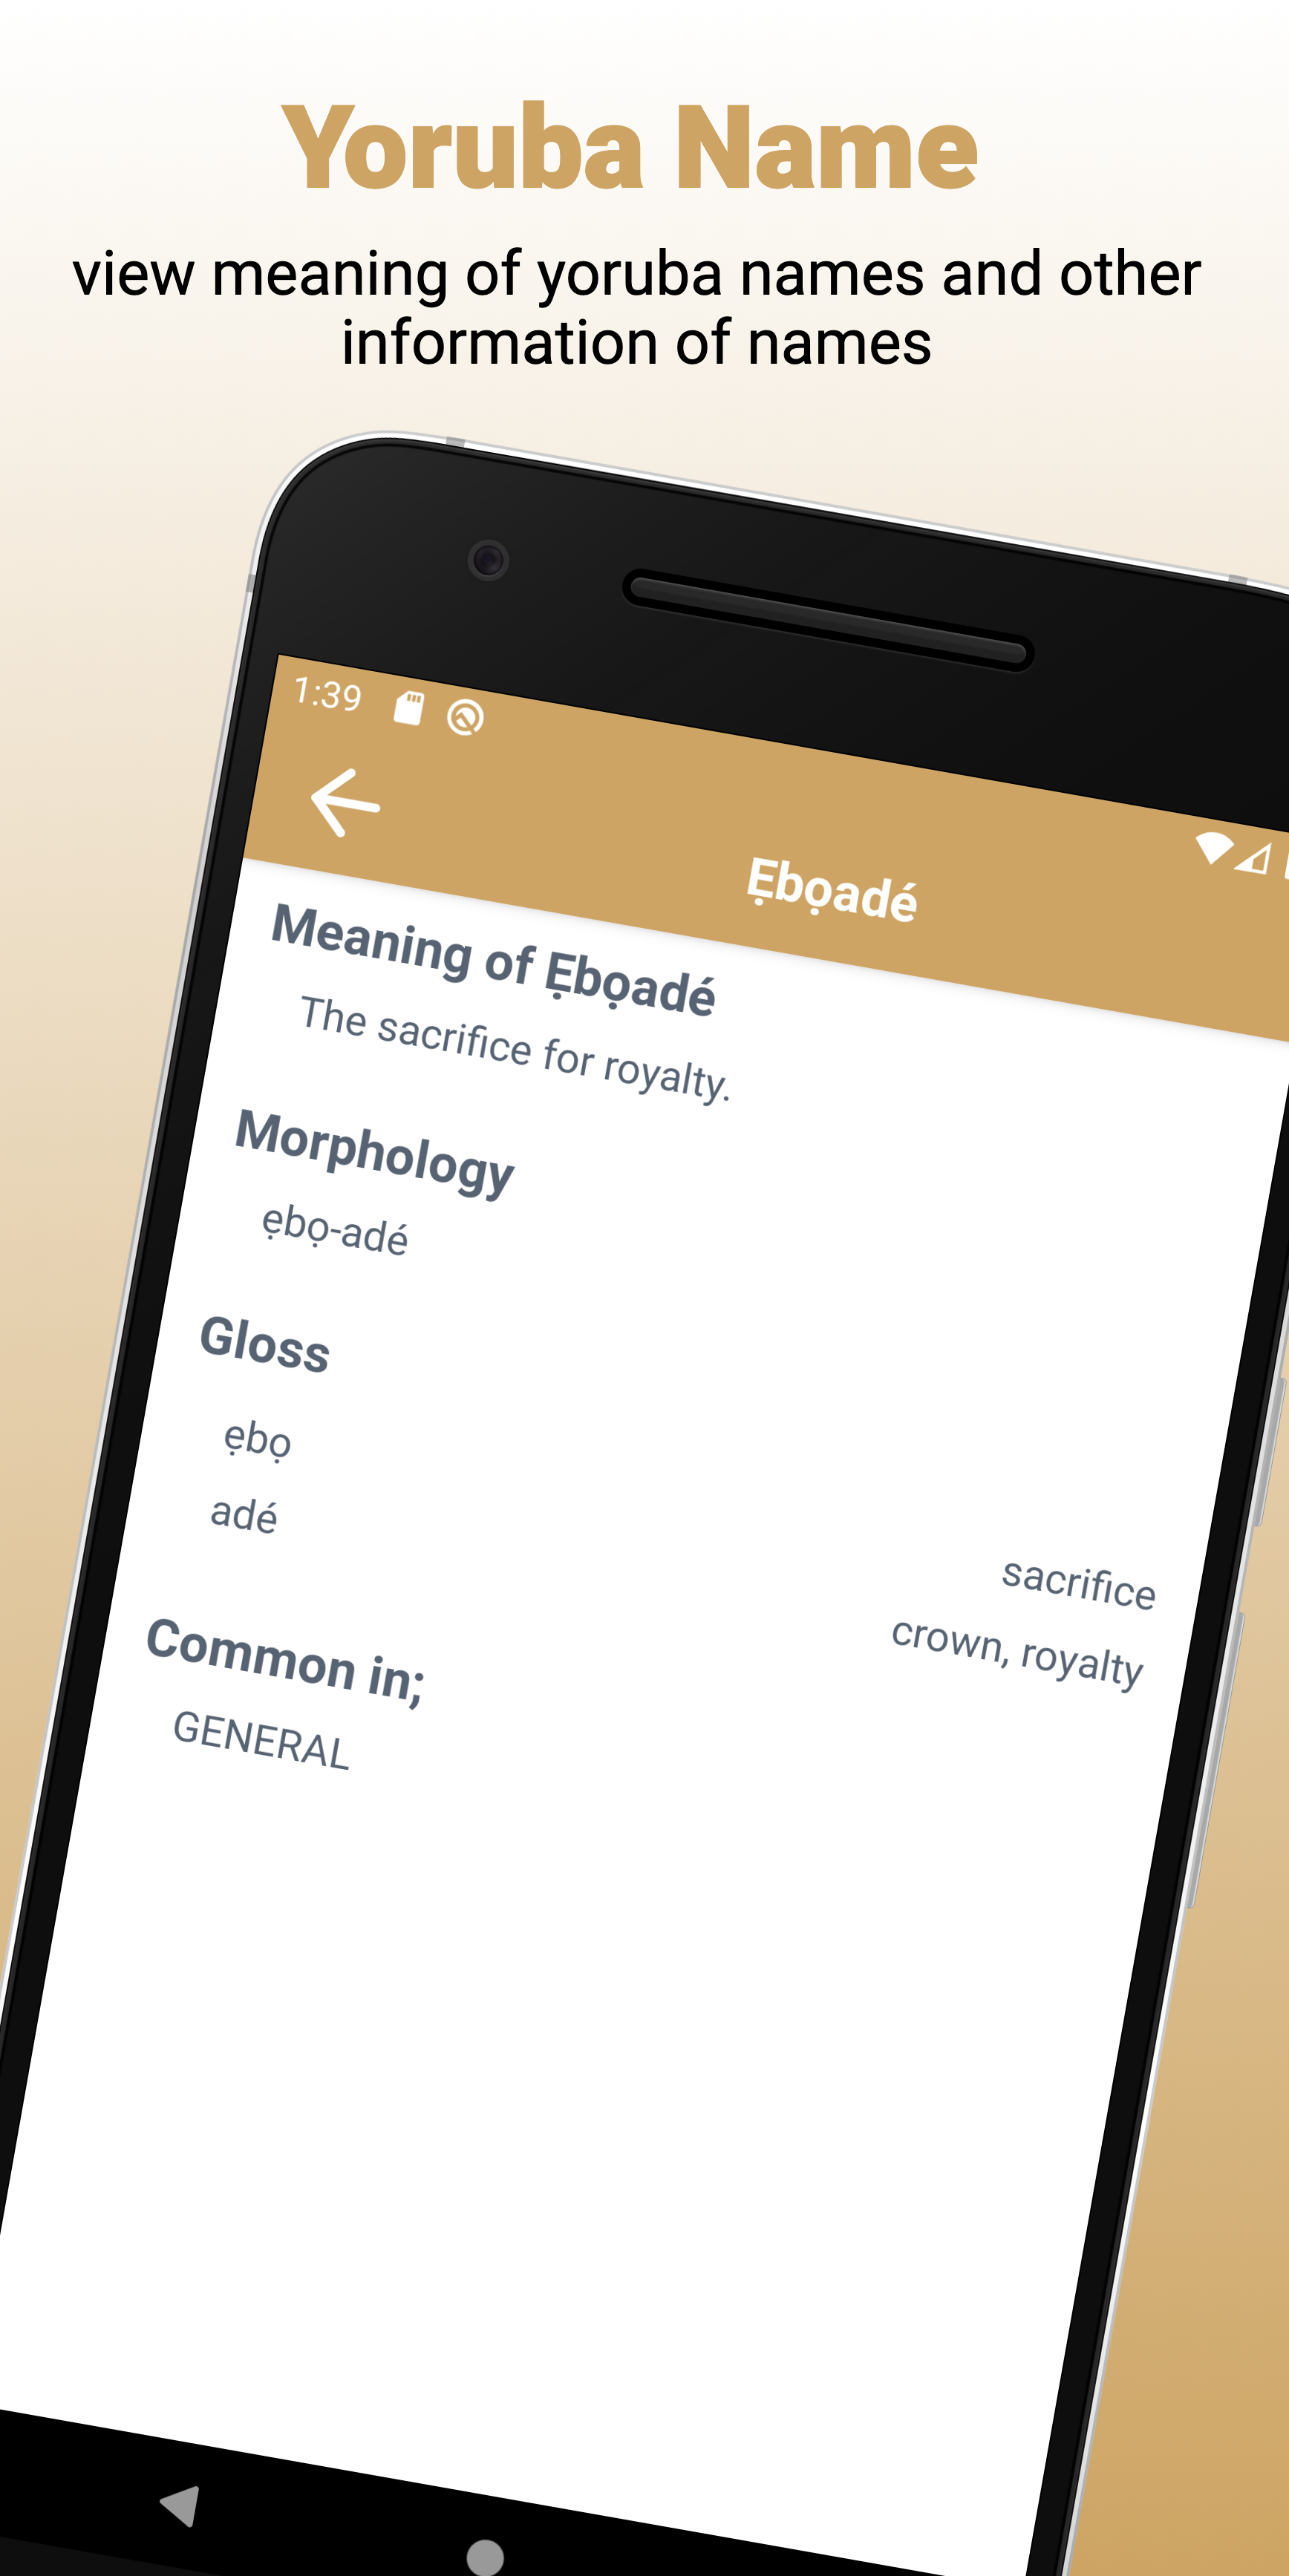 Yoruba Name
view meaning of yoruba names and other
information of names
1:39
Ẹbọadé
Meaning of Ẹbọadé
The sacrifice for royalty.
Morphology
ẹbọ-adé
Gloss
ẹbọ
sacrifice
adé
crown, royalty
Common in;
GENERAL